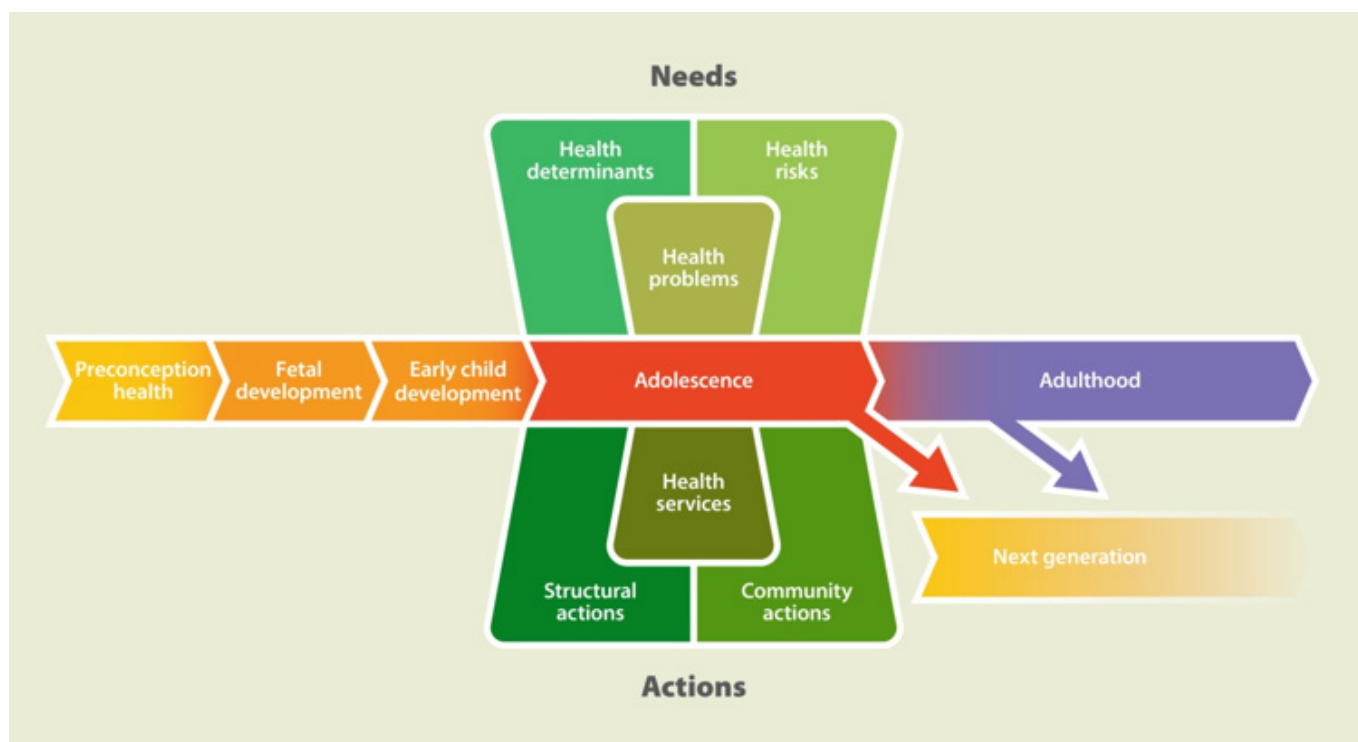 Needs
Health
determinants
Health
risks
Health
problems
Preconception
health
Fetal
development
Early child
development
Adolescence
Adulthood
Health
services
Next generation
Structural
actions
Community
actions
Actions